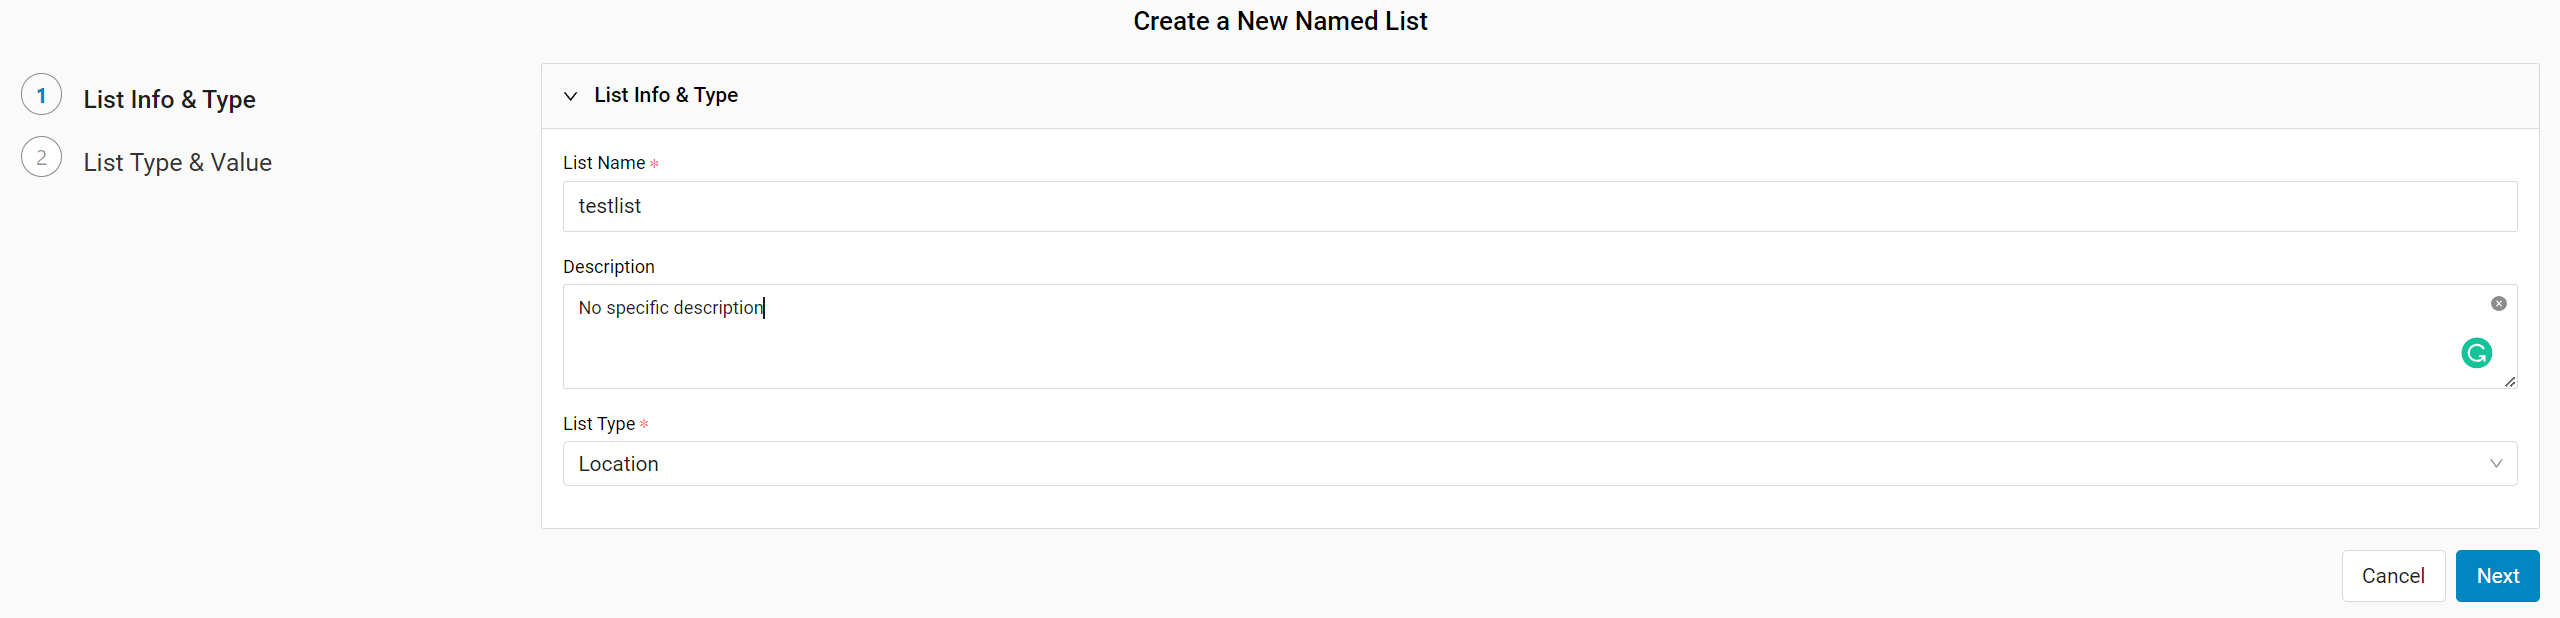 Create a New Named List
1 List Info & Type
2 List Type & Value
List Info & Type
List Name *
testlist
Description
No specific description
List Type *
Location
Cancel
Next